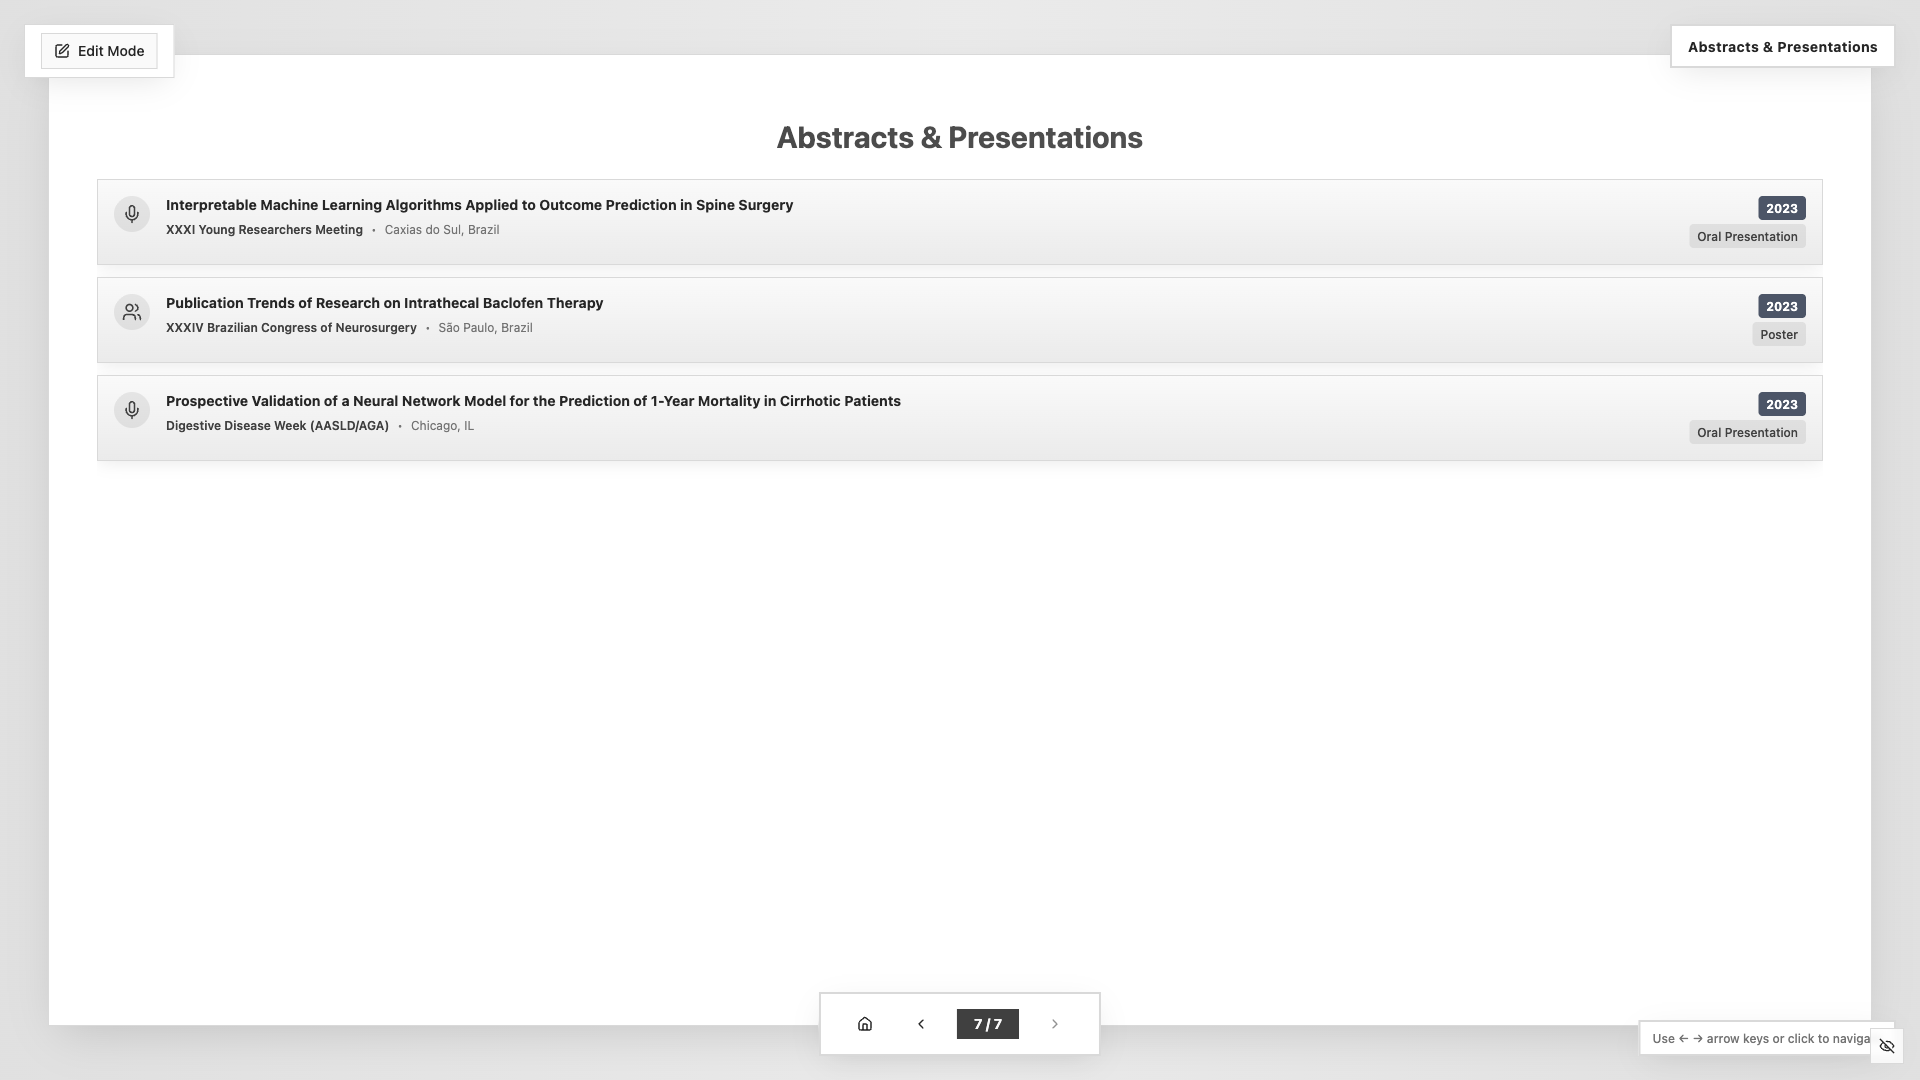 Edit Mode
Abstracts & Presentations
Abstracts & Presentations
Interpretable Machine Learning Algorithms Applied to Outcome Prediction in Spine Surgery
XXXI Young Researchers Meeting • Caxias do Sul, Brazil
2023
Oral Presentation
Publication Trends of Research on Intrathecal Baclofen Therapy
XXXIV Brazilian Congress of Neurosurgery • São Paulo, Brazil
2023
Poster
Prospective Validation of a Neural Network Model for the Prediction of 1-Year Mortality in Cirrhotic Patients
Digestive Disease Week (AASLD/AGA) • Chicago, IL
2023
Oral Presentation
7 / 7
Use ← → arrow keys or click to naviga